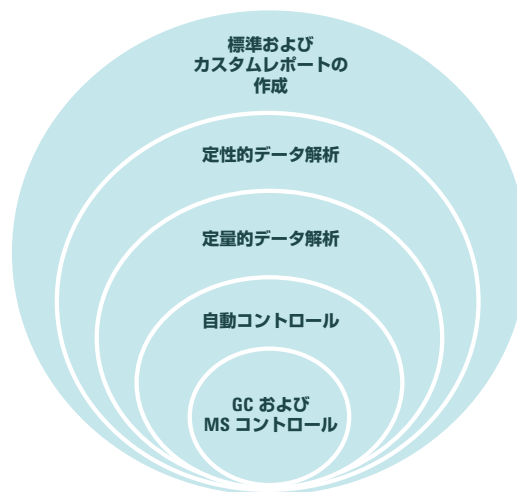 標準および
カスタムレポートの
作成
定性的データ解析
定量的データ解析
自動コントロール
GC および
MS コントロール